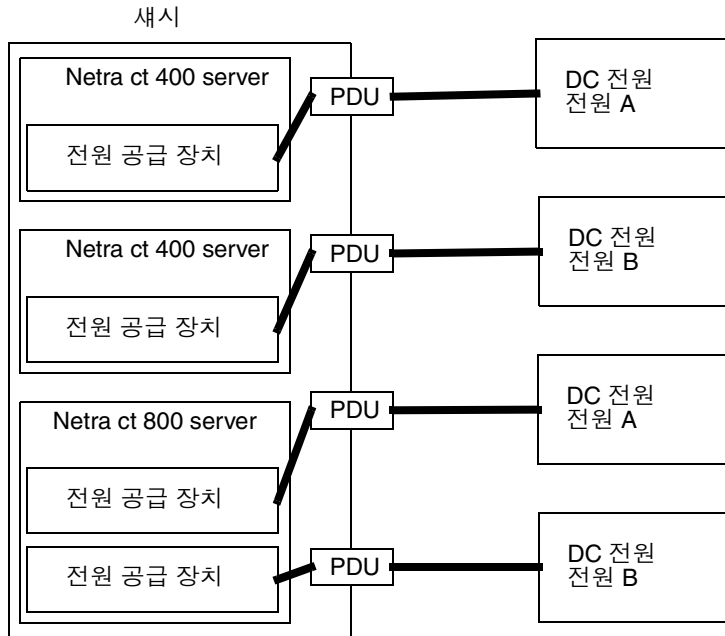 섀시
Netra ct 400 server
PDU
DC 전원
전원 A
전원 공급 장치
Netra ct 400 server
PDU
DC 전원
전원 B
전원 공급 장치
Netra ct 800 server
PDU
DC 전원
전원 A
전원 공급 장치
전원 공급 장치
PDU
DC 전원
전원 B